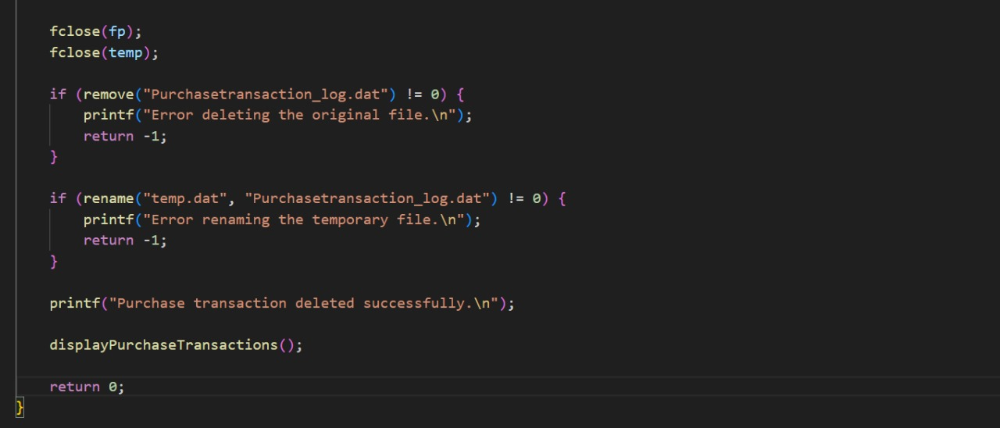 fclose(fp);
fclose(temp);
if (remove("Purchasetransaction_log.dat") != 0) {
printf("Error deleting the original file.\n");
return -1;
}
if (rename("temp.dat", "Purchasetransaction_log.dat") != 0) {
printf("Error renaming the temporary file.\n");
return -1;
}
printf("Purchase transaction deleted successfully.\n");
displayPurchaseTransactions();
return 0;
}